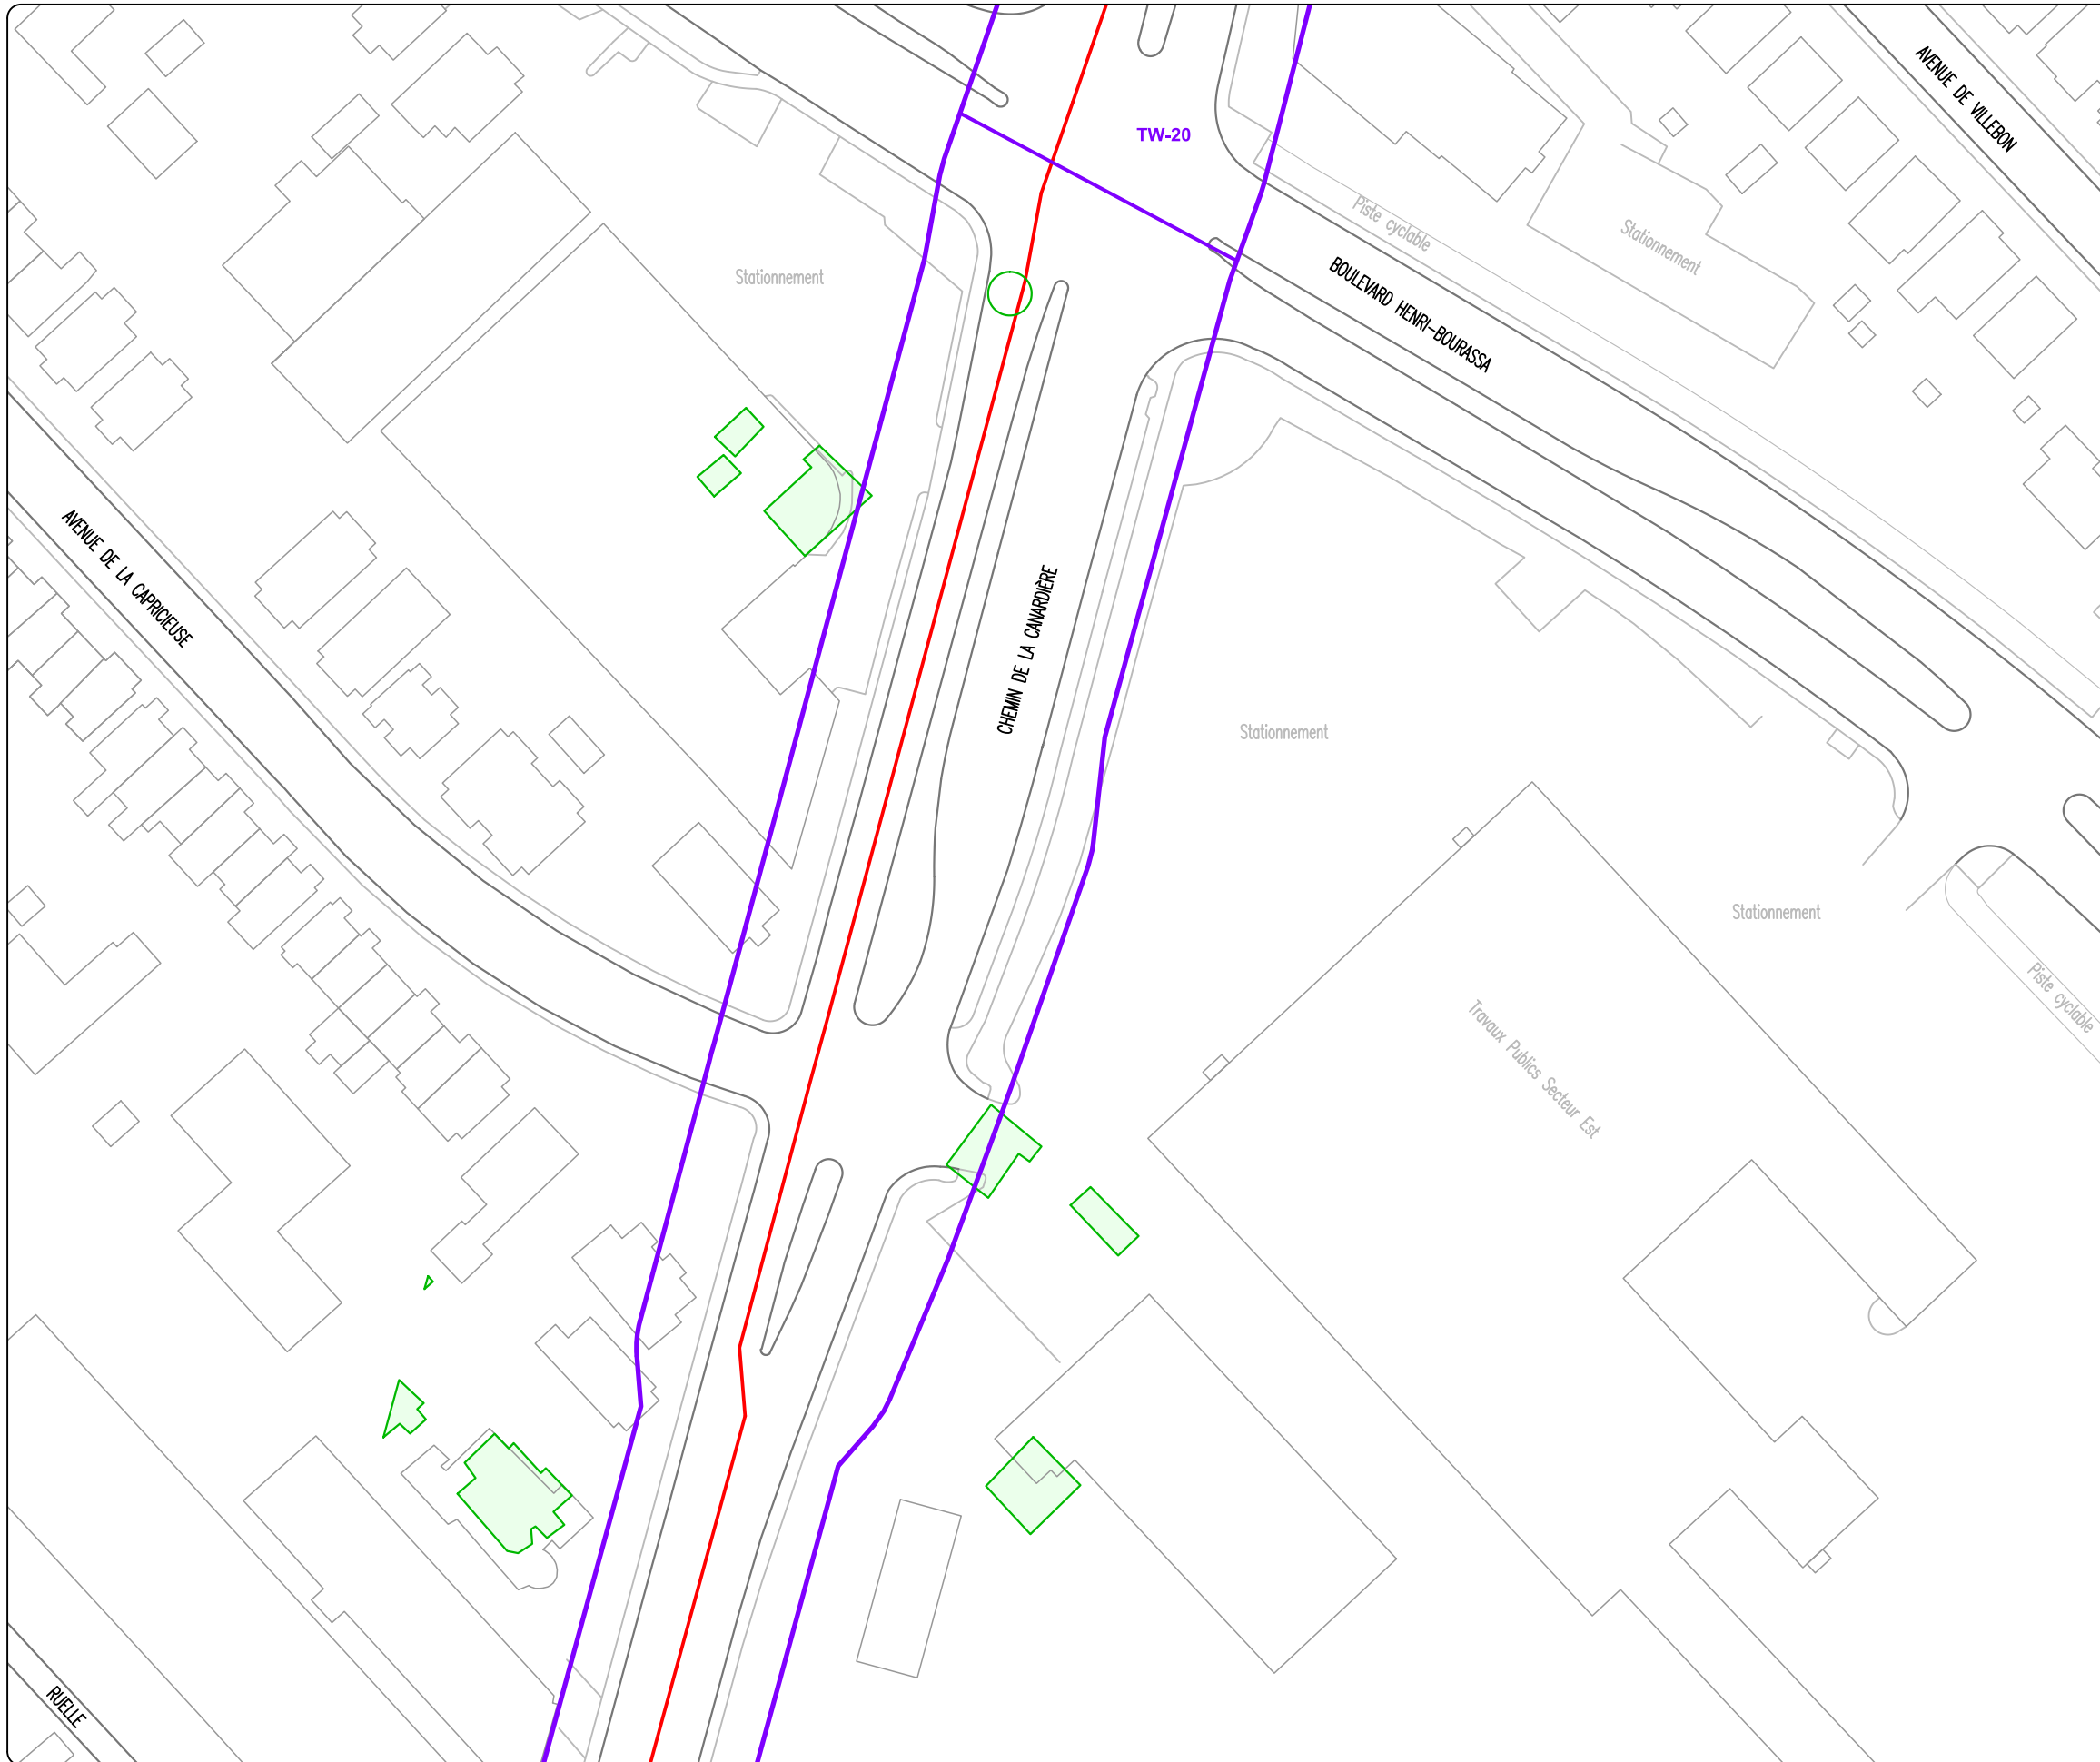 AVENUE DE VILLEBON
TW-20
Piste cyclable
Stationnement
BOULEVARD HENRI-BOURASSA
Stationnement
AVENUE DE LA CAPRICIEUSE
CHEMIN DE LA CANARDIÈRE
Stationnement
Stationnement
Piste cyclable
Travaux Publics Secteur Est
RUELLE